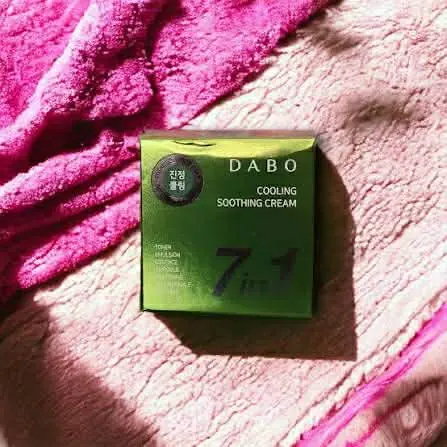 DABO
진정
쿨링
COOLING
SOOTHING CREAM
TONER
EMULSION
ESSENCE
AMPOULE
7in1